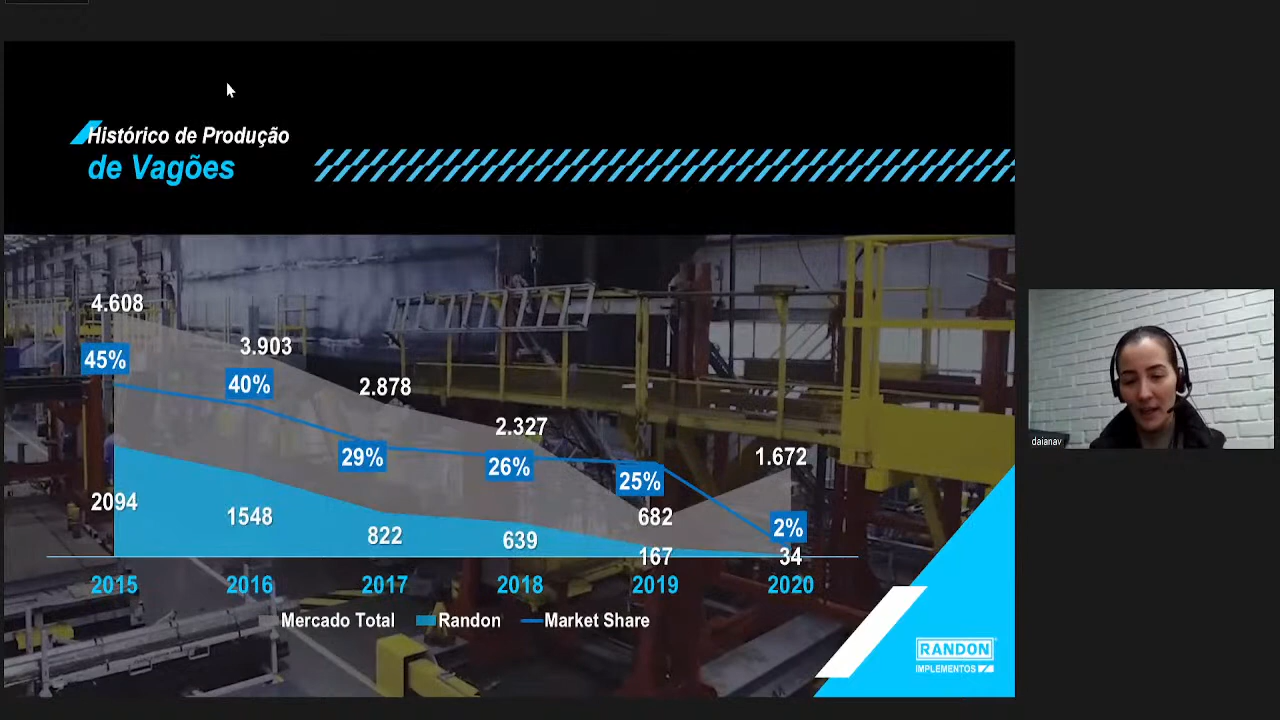 Histórico de Produção
de Vagões
4.608
3.903
2.878
2.327
682
1.672
45%
40%
29%
26%
25%
2%
2094
1548
822
639
167
34
2015 2016 2017 2018 2019 2020
Mercado Total Randon Market Share
RANDON
IMPLEMENTOS
daianav